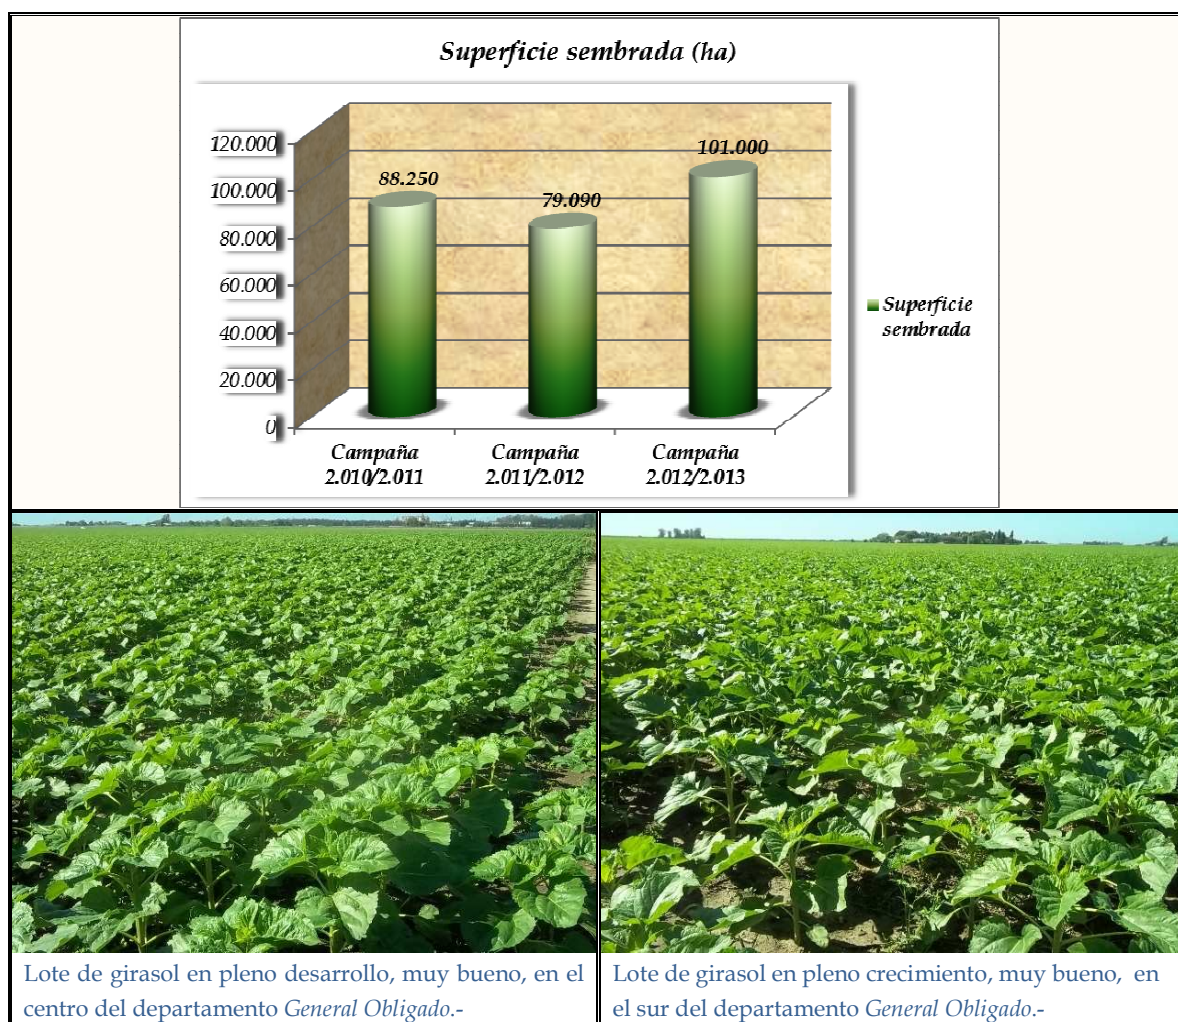 Superficie sembrada (ha)
120.000
100.000
80.000
60.000
40.000
20.000
0
88.250
79.090
101.000
Campaña
2.010/2.011
Campaña
2.011/2.012
Campaña
2.012/2.013
Superficie
sembrada
Lote de girasol en pleno desarrollo, muy bueno, en el
centro del departamento General Obligado.-
Lote de girasol en pleno crecimiento, muy bueno, en
el sur del departamento General Obligado.-